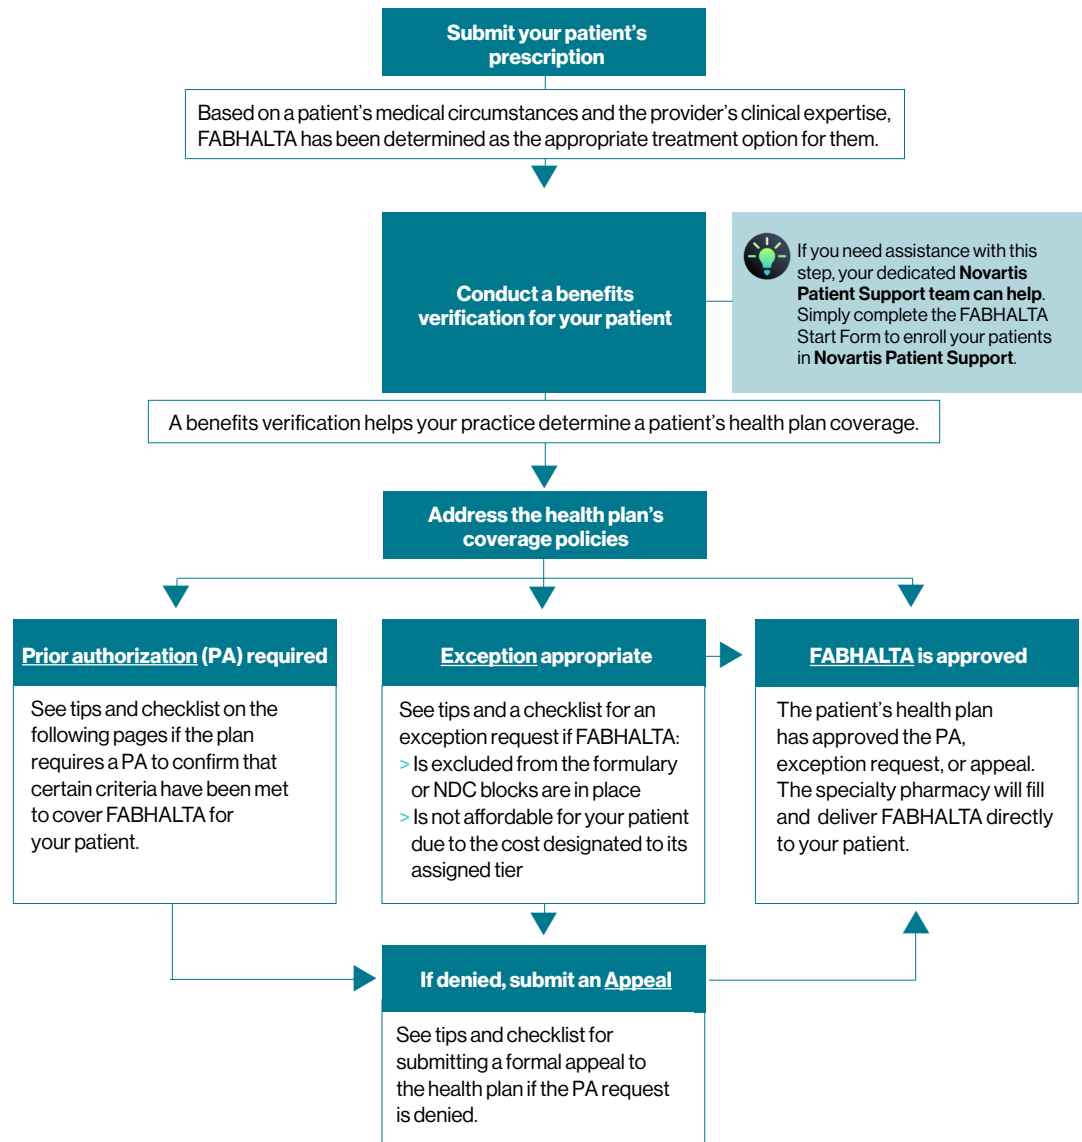 Submit your patient's
prescription
Based on a patient's medical circumstances and the provider's clinical expertise,
FABHALTA has been determined as the appropriate treatment option for them.
Conduct a benefits
verification for your patient
If you need assistance with this
step, your dedicated Novartis
Patient Support team can help.
Simply complete the FABHALTA
Start Form to enroll your patients
in Novartis Patient Support.
A benefits verification helps your practice determine a patient's health plan coverage.
Address the health plan's
coverage policies
Prior authorization (PA) required
See tips and checklist on the
following pages if the plan
requires a PA to confirm that
certain criteria have been met
to cover FABHALTA for
your patient.
Exception appropriate
See tips and a checklist for an
exception request if FABHALTA:
> Is excluded from the formulary
or NDC blocks are in place
> Is not affordable for your patient
due to the cost designated to its
assigned tier
FABHALTA is approved
The patient's health plan
has approved the PA,
exception request, or appeal.
The specialty pharmacy will fill
and deliver FABHALTA directly
to your patient.
If denied, submit an Appeal
See tips and checklist for
submitting a formal appeal to
the health plan if the PA request
is denied.